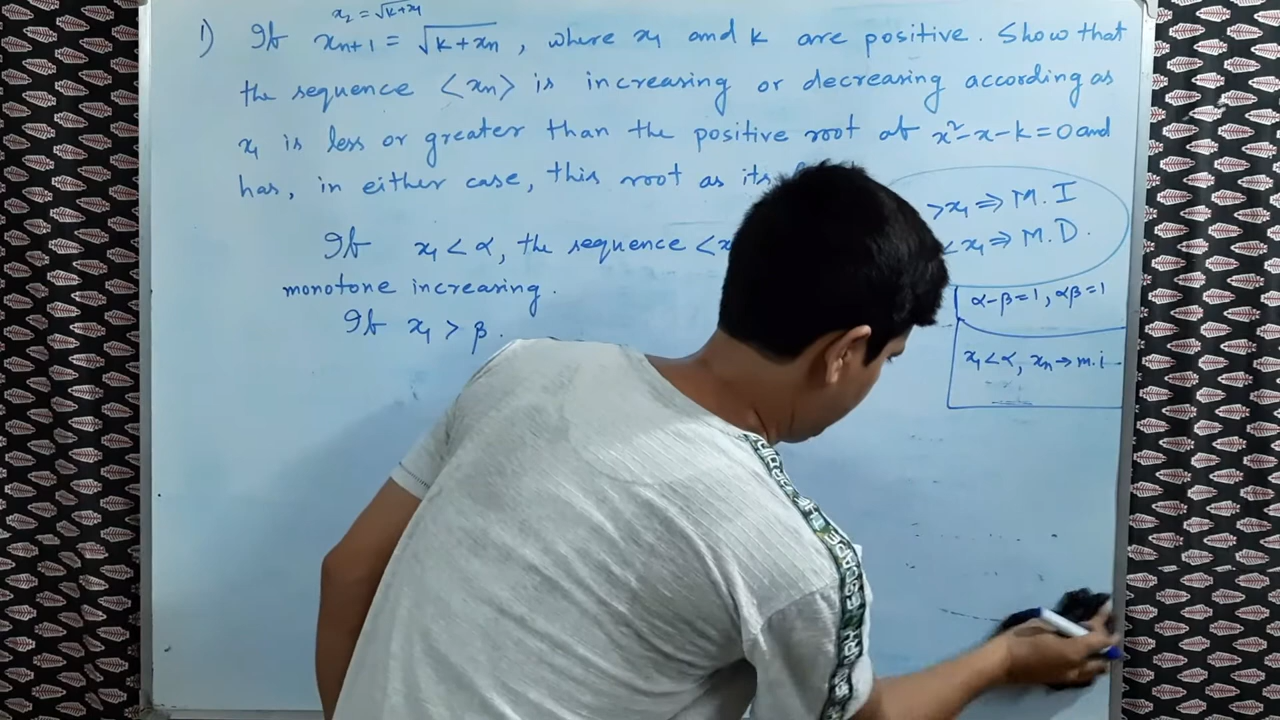 x₂ = √k+x₁
1) If xₙ₊₁ = √k+xₙ, where x₁ and k are positive. Show that
the sequence <xₙ> is increasing or decreasing according as
x₁ is less or greater than the positive root of x²-x-k=0 and
has, in either case, this root as its
>x₁ ⇒ M.I
<x₁ ⇒ M.D.
If x₁ < α, the sequence <x
monotone increasing.
If x₁ > β.
α-β=1, αβ=1
x₁<α, xₙ→m.i
ESCAPE